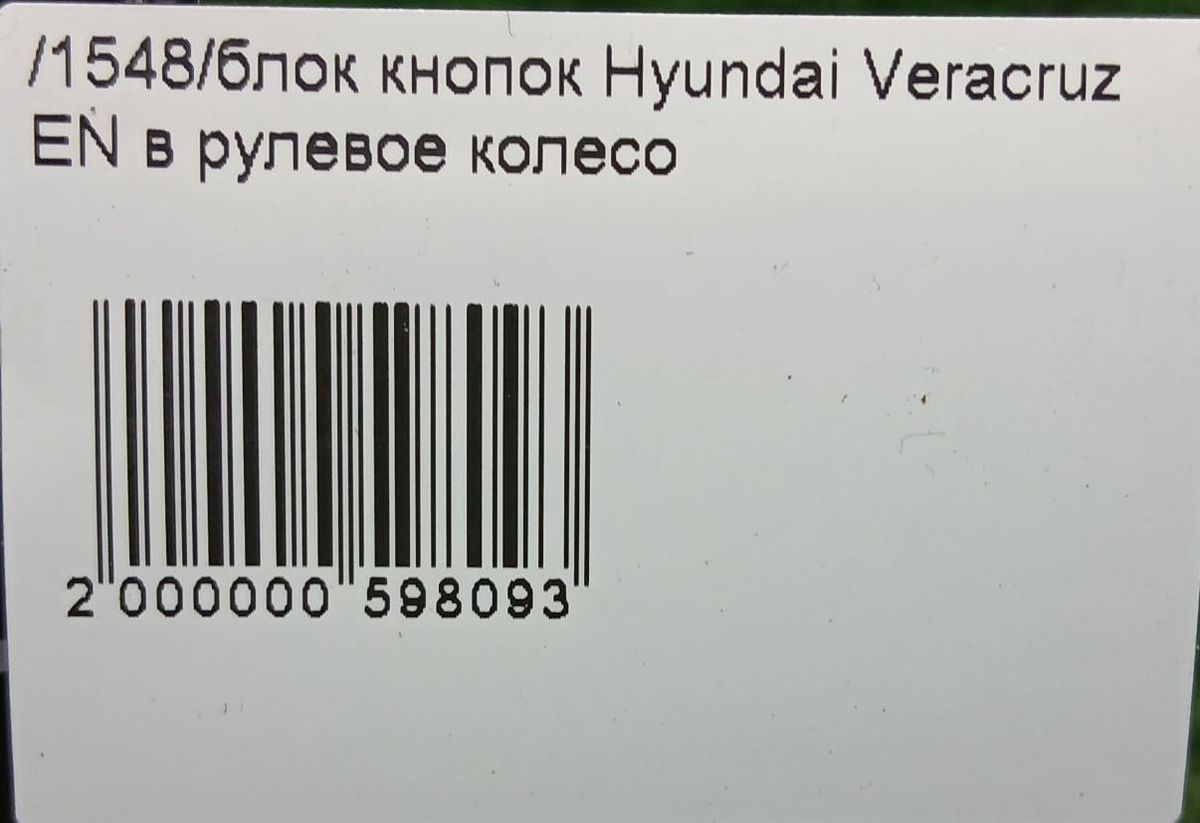 /1548/блок кнопок Hyundai Veracruz
EN в рулевое колесо
2 000000 598093